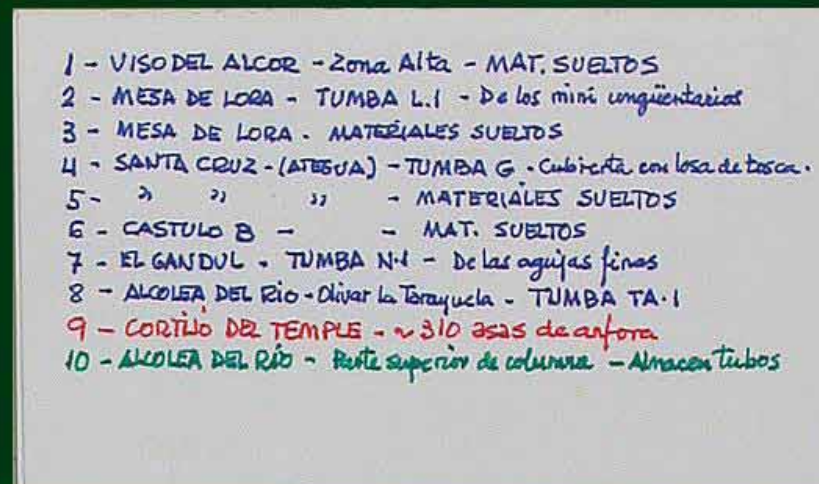 1 - VISO DEL ALCOR - Zona Alta - MAT. SUELTOS
2 - MESA DE LORA - TUMBA L.1 - De los mini ungüentarios
3 - MESA DE LORA - MATERIALES SUELTOS
4 - SANTA CRUZ - (ATEGUA) - TUMBA G - Cubierta con losa de tosca.
5 - " " " - MATERIALES SUELTOS
6 - CASTULO B - - MAT. SUELTOS
7 - EL GANDUL - TUMBA N-1 - De las agujas finas
8 - ALCOLEA DEL RIO - Olivar la Torayuela - TUMBA TA-1
9 - CORTIJO DEL TEMPLE - ~ 310 asas de anfora
10 - ALCOLEA DEL RÍO - Parte superior de columna - Almacen tubos